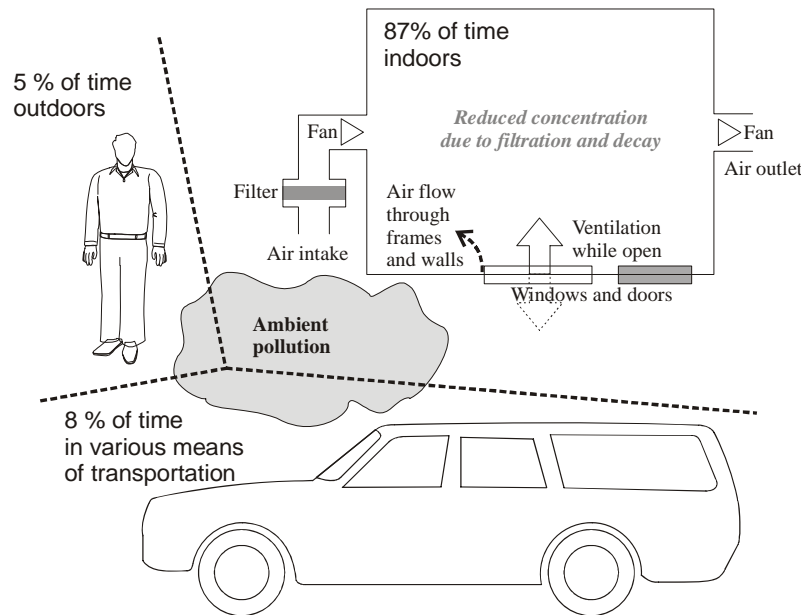 87% of time
indoors
5 % of time
outdoors
Reduced concentration
due to filtration and decay
Fan
Fan
Air outlet
Filter
Air intake
Air flow
through
frames
and walls
Ventilation
while open
Windows and doors
Ambient
pollution
8 % of time
in various means
of transportation